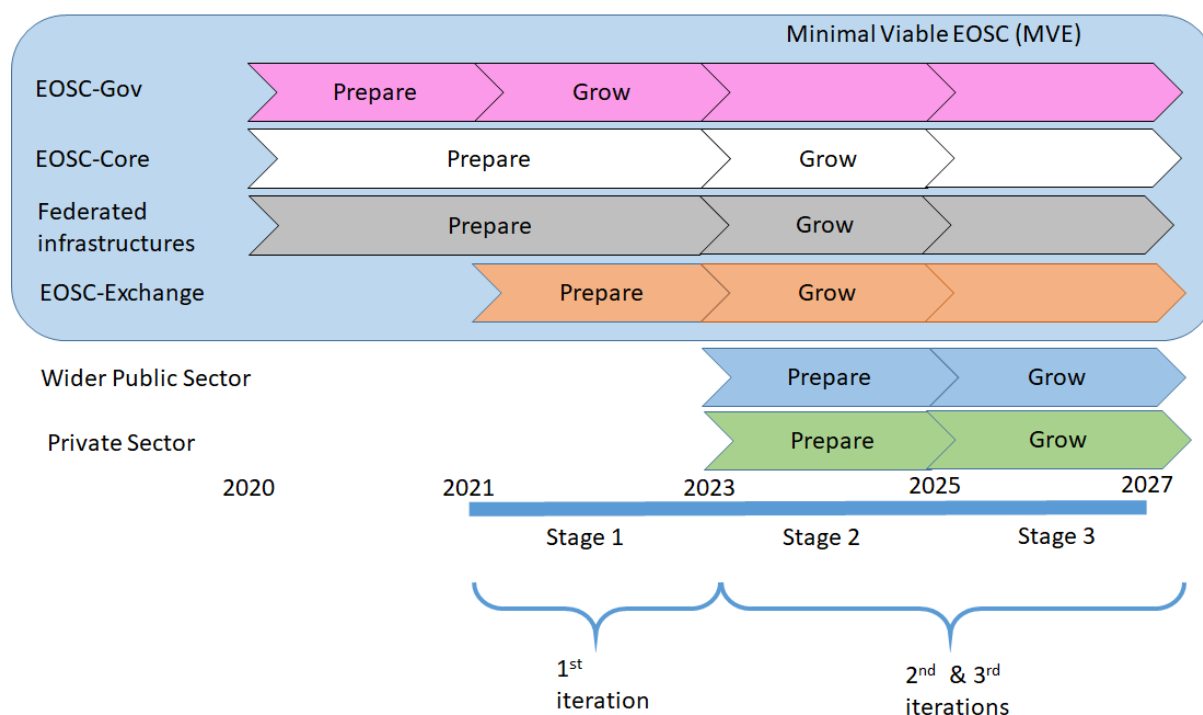 Minimal Viable EOSC (MVE)
EOSC-Gov
Prepare
Grow
EOSC-Core
Prepare
Grow
Federated
infrastructures
Prepare
Grow
EOSC-Exchange
Prepare
Grow
Wider Public Sector
Prepare
Grow
Private Sector
Prepare
Grow
2020
2021
2023
2025
2027
Stage 1
Stage 2
Stage 3
1st
iteration
2nd & 3rd
iterations